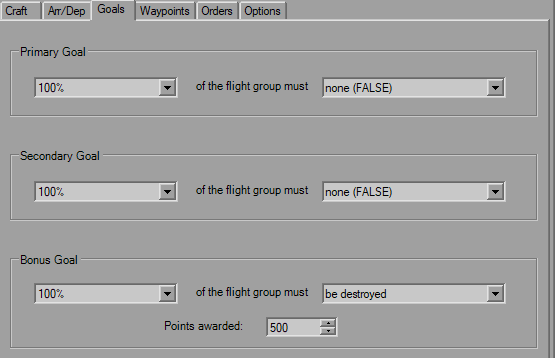 Craft Arr/Dep Goals Waypoints Orders Options
Primary Goal
100% of the flight group must none (FALSE)
Secondary Goal
100% of the flight group must none (FALSE)
Bonus Goal
100% of the flight group must be destroyed
Points awarded: 500